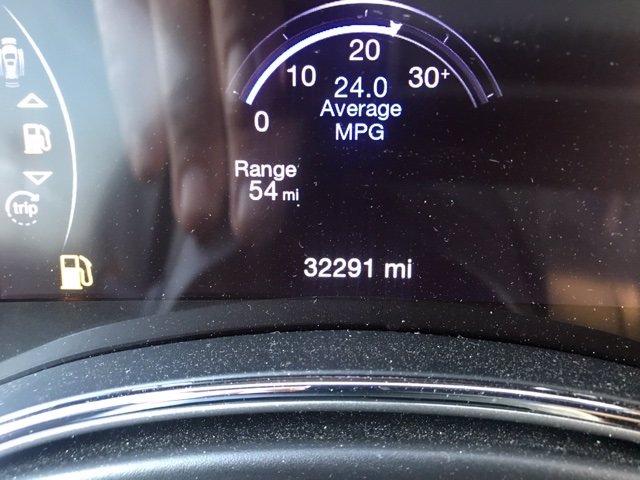 20
10
30+
24.0
Average
0
MPG
Range
54 mi
trip
32291 mi